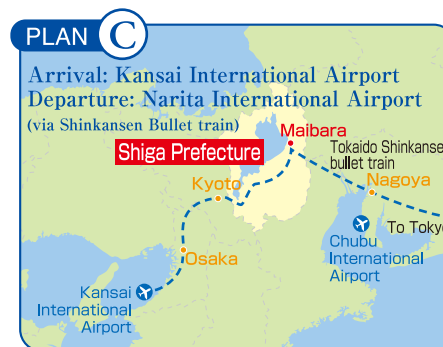 PLAN C
Arrival: Kansai International Airport
Departure: Narita International Airport
(via Shinkansen Bullet train)
Maibara
Shiga Prefecture
Tokaido Shinkanse
bullet train
Kyoto
Nagoya
To Tokyo
Osaka
Chubu
International
Airport
Kansai
International
Airport